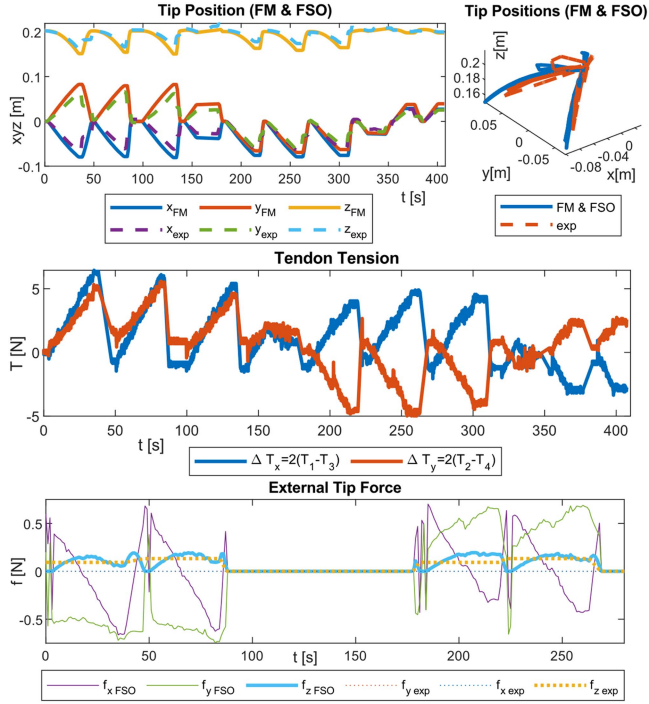 Tip Position (FM & FSO)
0.2
0.1
0
-0.1
xyz [m]
0 50 100 150 200 250 300 350 400
t [s]
x_FM y_FM z_FM
x_exp y_exp z_exp
Tip Positions (FM & FSO)
z[m]
0.2
0.18
0.16
0.05
0
-0.05
y[m]
-0.08
-0.04
0
x[m]
FM & FSO
exp
Tendon Tension
5
0
-5
T [N]
0 50 100 150 200 250 300 350 400
t [s]
Δ T_x=2(T_1-T_3) Δ T_y=2(T_2-T_4)
External Tip Force
0.5
0
-0.5
f [N]
0 50 100 150 200 250
t [s]
f_x FSO f_y FSO f_z FSO f_y exp f_x exp f_z exp